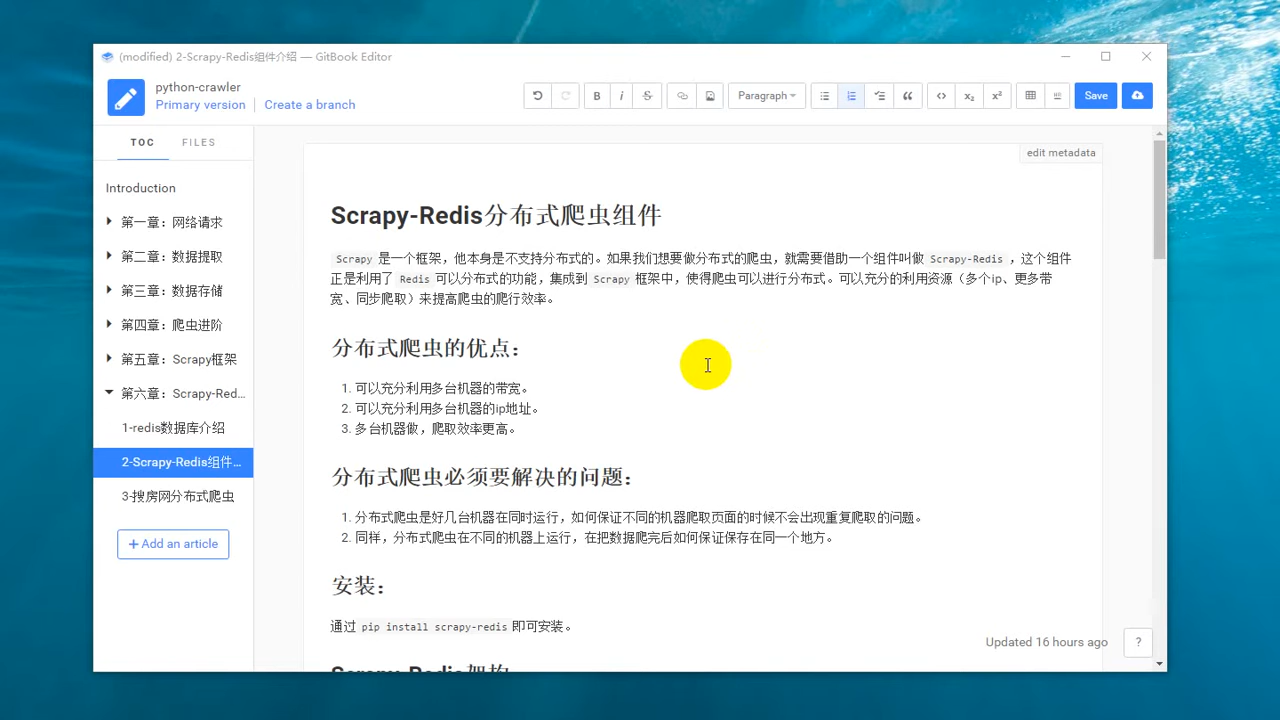 (modified) 2-Scrapy-Redis组件介绍 — GitBook Editor
python-crawler
Primary version
Create a branch
B
i
S
Paragraph
x₂
x²
Save
TOC
FILES
edit metadata
Introduction
第一章：网络请求
第二章：数据提取
第三章：数据存储
第四章：爬虫进阶
第五章：Scrapy框架
第六章：Scrapy-Red...
1-redis数据库介绍
2-Scrapy-Redis组件...
3-搜房网分布式爬虫
+ Add an article
Scrapy-Redis分布式爬虫组件
Scrapy 是一个框架，他本身是不支持分布式的。如果我们想要做分布式的爬虫，就需要借助一个组件叫做 Scrapy-Redis ，这个组件
正是利用了 Redis 可以分布式的功能，集成到 Scrapy 框架中，使得爬虫可以进行分布式。可以充分的利用资源（多个ip、更多带
宽、同步爬取）来提高爬虫的爬行效率。
分布式爬虫的优点：
1. 可以充分利用多台机器的带宽。
2. 可以充分利用多台机器的ip地址。
3. 多台机器做，爬取效率更高。
分布式爬虫必须要解决的问题：
1. 分布式爬虫是好几台机器在同时运行，如何保证不同的机器爬取页面的时候不会出现重复爬取的问题。
2. 同样，分布式爬虫在不同的机器上运行，在把数据爬完后如何保证保存在同一个地方。
安装：
通过 pip install scrapy-redis 即可安装。
Scrapy-Redis架构
Updated 16 hours ago
?